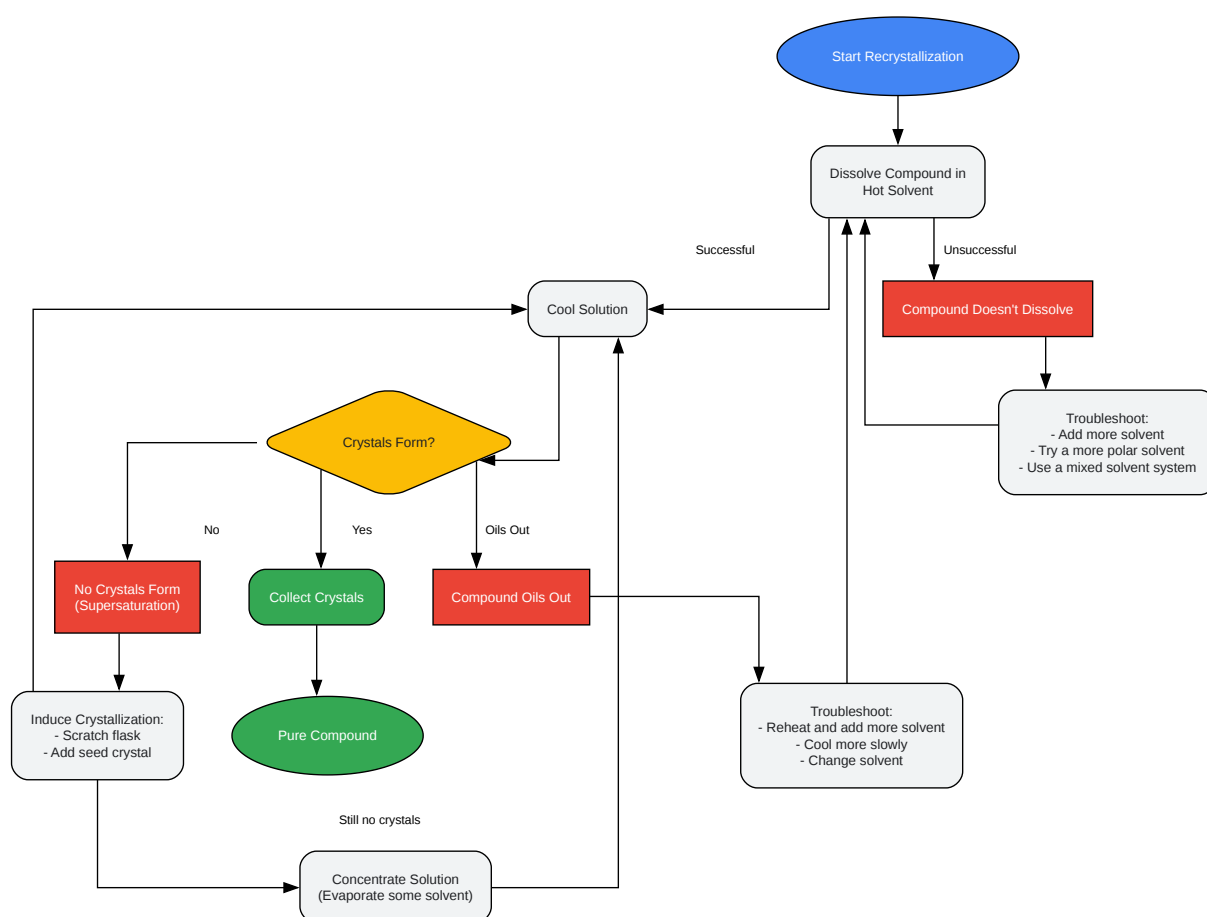 Start Recrystallization
Dissolve Compound in
Hot Solvent
Successful
Unsuccessful
Cool Solution
Compound Doesn't Dissolve
Troubleshoot:
- Add more solvent
- Try a more polar solvent
- Use a mixed solvent system
Crystals Form?
No
Yes
Oils Out
No Crystals Form
(Supersaturation)
Collect Crystals
Compound Oils Out
Induce Crystallization:
- Scratch flask
- Add seed crystal
Pure Compound
Troubleshoot:
- Reheat and add more solvent
- Cool more slowly
- Change solvent
Still no crystals
Concentrate Solution
(Evaporate some solvent)